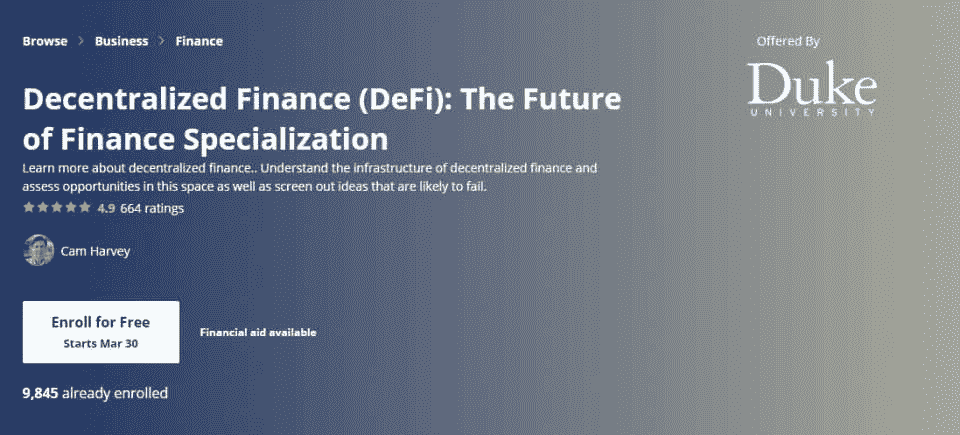 Browse > Business > Finance
Offered By
Duke
UNIVERSITY
Decentralized Finance (DeFi): The Future
of Finance Specialization
Learn more about decentralized finance.. Understand the infrastructure of decentralized finance and
assess opportunities in this space as well as screen out ideas that are likely to fail.
4.9 664 ratings
Cam Harvey
Enroll for Free
Starts Mar 30
Financial aid available
9,845 already enrolled